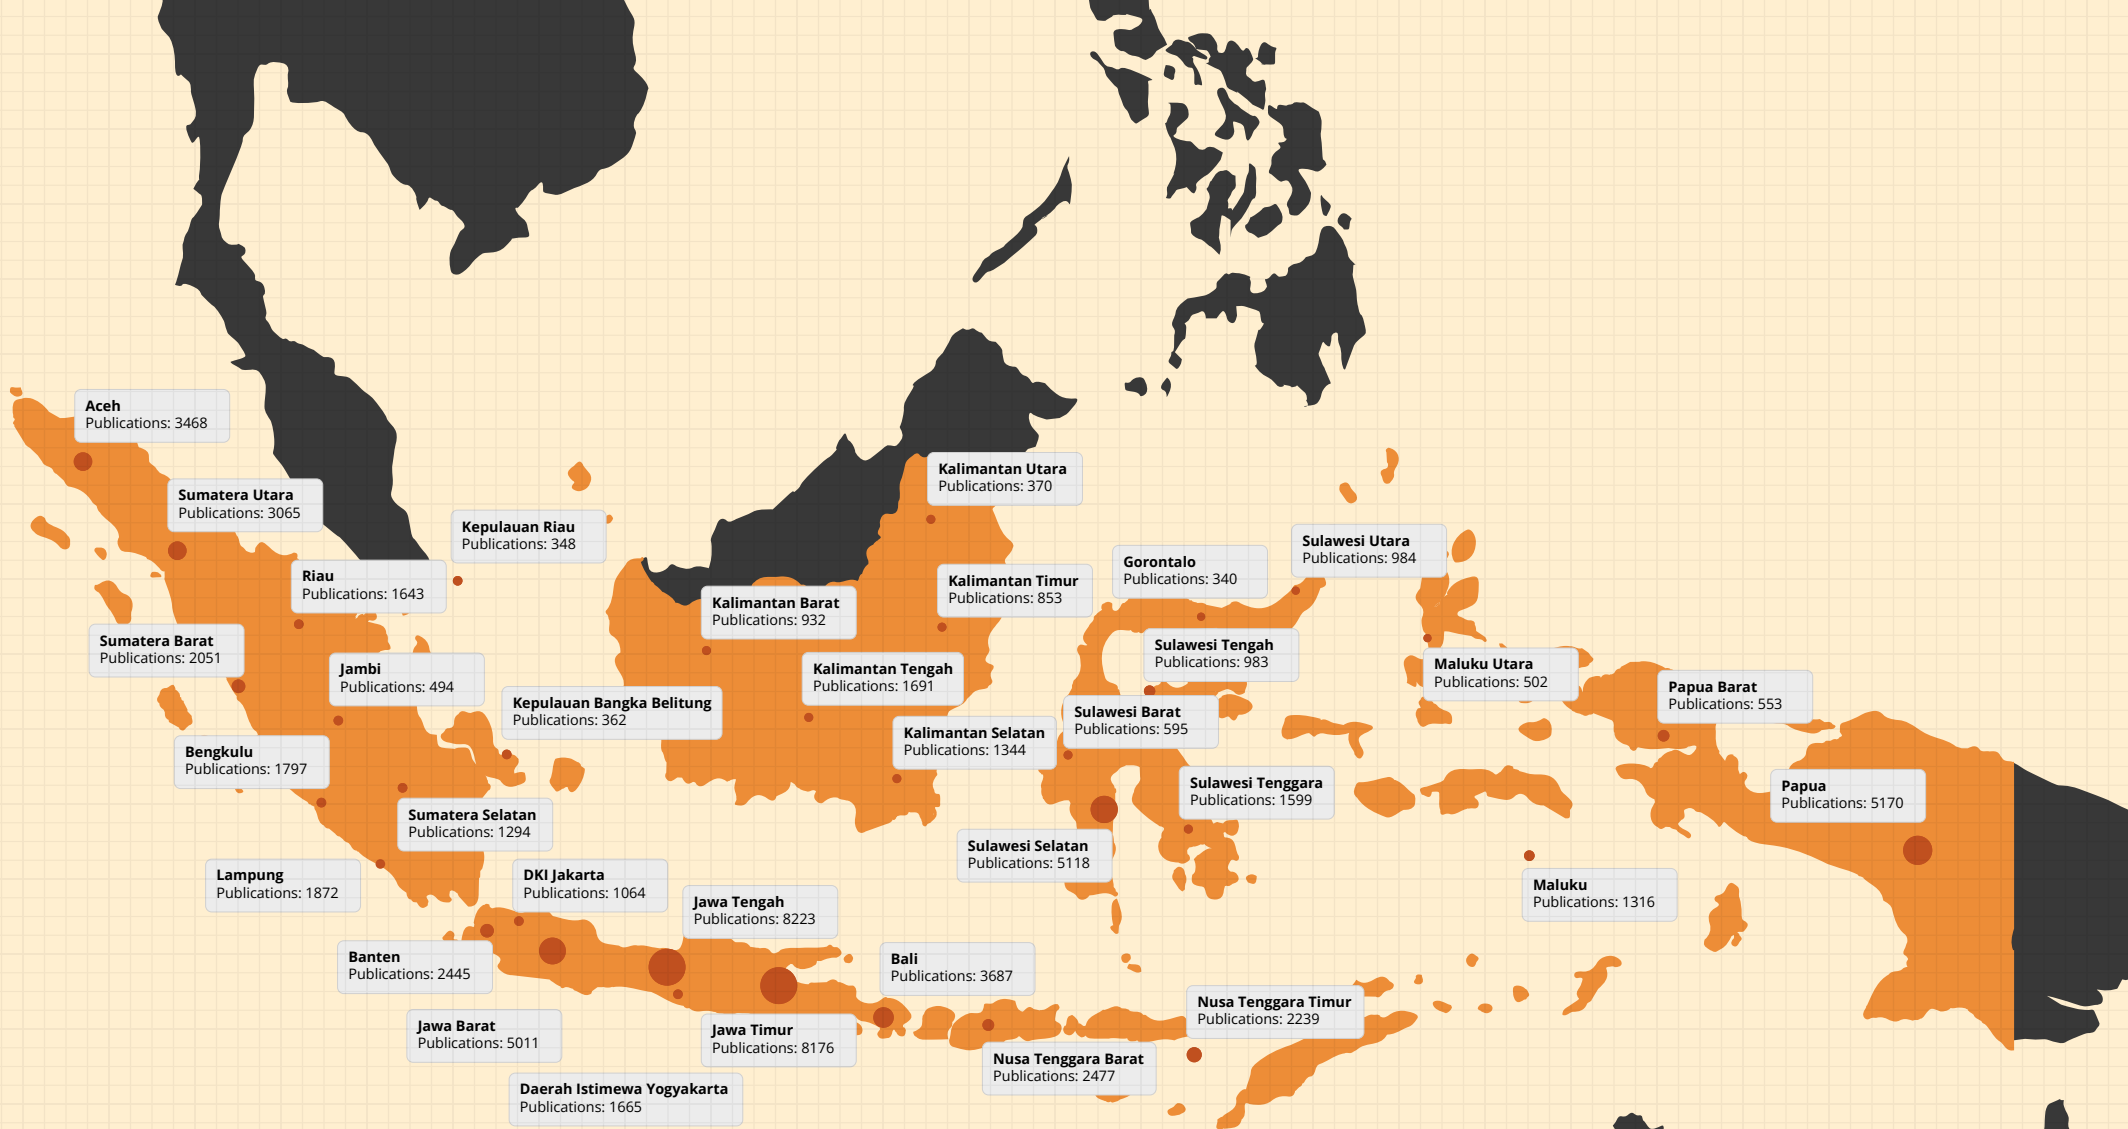 Aceh
Publications: 3468
Kalimantan Utara
Publications: 370
Sumatera Utara
Publications: 3065
Kepulauan Riau
Publications: 348
Sulawesi Utara
Publications: 984
Gorontalo
Publications: 340
Riau
Publications: 1643
Kalimantan Timur
Publications: 853
Kalimantan Barat
Publications: 932
Sumatera Barat
Publications: 2051
Sulawesi Tengah
Publications: 983
Maluku Utara
Publications: 502
Jambi
Publications: 494
Kalimantan Tengah
Publications: 1691
Papua Barat
Publications: 553
Kepulauan Bangka Belitung
Publications: 362
Sulawesi Barat
Publications: 595
Kalimantan Selatan
Publications: 1344
Bengkulu
Publications: 1797
Sulawesi Tenggara
Publications: 1599
Papua
Publications: 5170
Sumatera Selatan
Publications: 1294
Sulawesi Selatan
Publications: 5118
Lampung
Publications: 1872
DKI Jakarta
Publications: 1064
Maluku
Publications: 1316
Jawa Tengah
Publications: 8223
Banten
Publications: 2445
Bali
Publications: 3687
Nusa Tenggara Timur
Publications: 2239
Jawa Barat
Publications: 5011
Jawa Timur
Publications: 8176
Nusa Tenggara Barat
Publications: 2477
Daerah Istimewa Yogyakarta
Publications: 1665